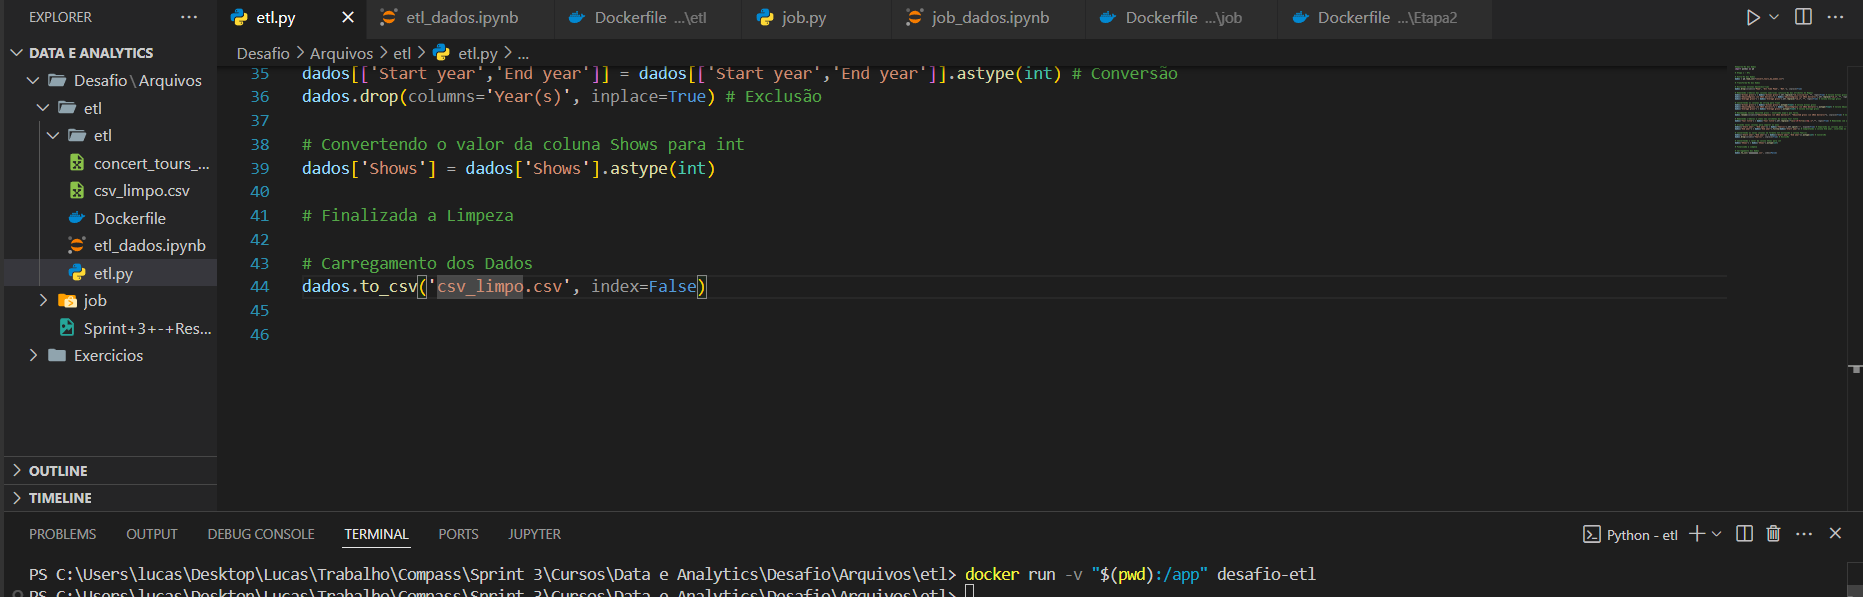 EXPLORER
etl.py
etl_dados.ipynb
Dockerfile ...\etl
job.py
job_dados.ipynb
Dockerfile ...\job
Dockerfile ...\Etapa2
DATA E ANALYTICS
Desafio \ Arquivos
etl
etl
concert_tours_...
csv_limpo.csv
Dockerfile
etl_dados.ipynb
etl.py
job
Sprint+3+-+Res...
Exercicios
OUTLINE
TIMELINE
Desafio > Arquivos > etl > etl.py > ...
35 dados[['Start year','End year']] = dados[['Start year','End year']].astype(int) # Conversão
36 dados.drop(columns='Year(s)', inplace=True) # Exclusão
37
38 # Convertendo o valor da coluna Shows para int
39 dados['Shows'] = dados['Shows'].astype(int)
40
41 # Finalizada a Limpeza
42
43 # Carregamento dos Dados
44 dados.to_csv('csv_limpo.csv', index=False)
45
46
PROBLEMS OUTPUT DEBUG CONSOLE TERMINAL PORTS JUPYTER
Python - etl
PS C:\Users\lucas\Desktop\Lucas\Trabalho\Compass\Sprint 3\Cursos\Data e Analytics\Desafio\Arquivos\etl> docker run -v "$(pwd):/app" desafio-etl
PS C:\Users\lucas\Desktop\Lucas\Trabalho\Compass\Sprint 3\Cursos\Data e Analytics\Desafio\Arquivos\etl>